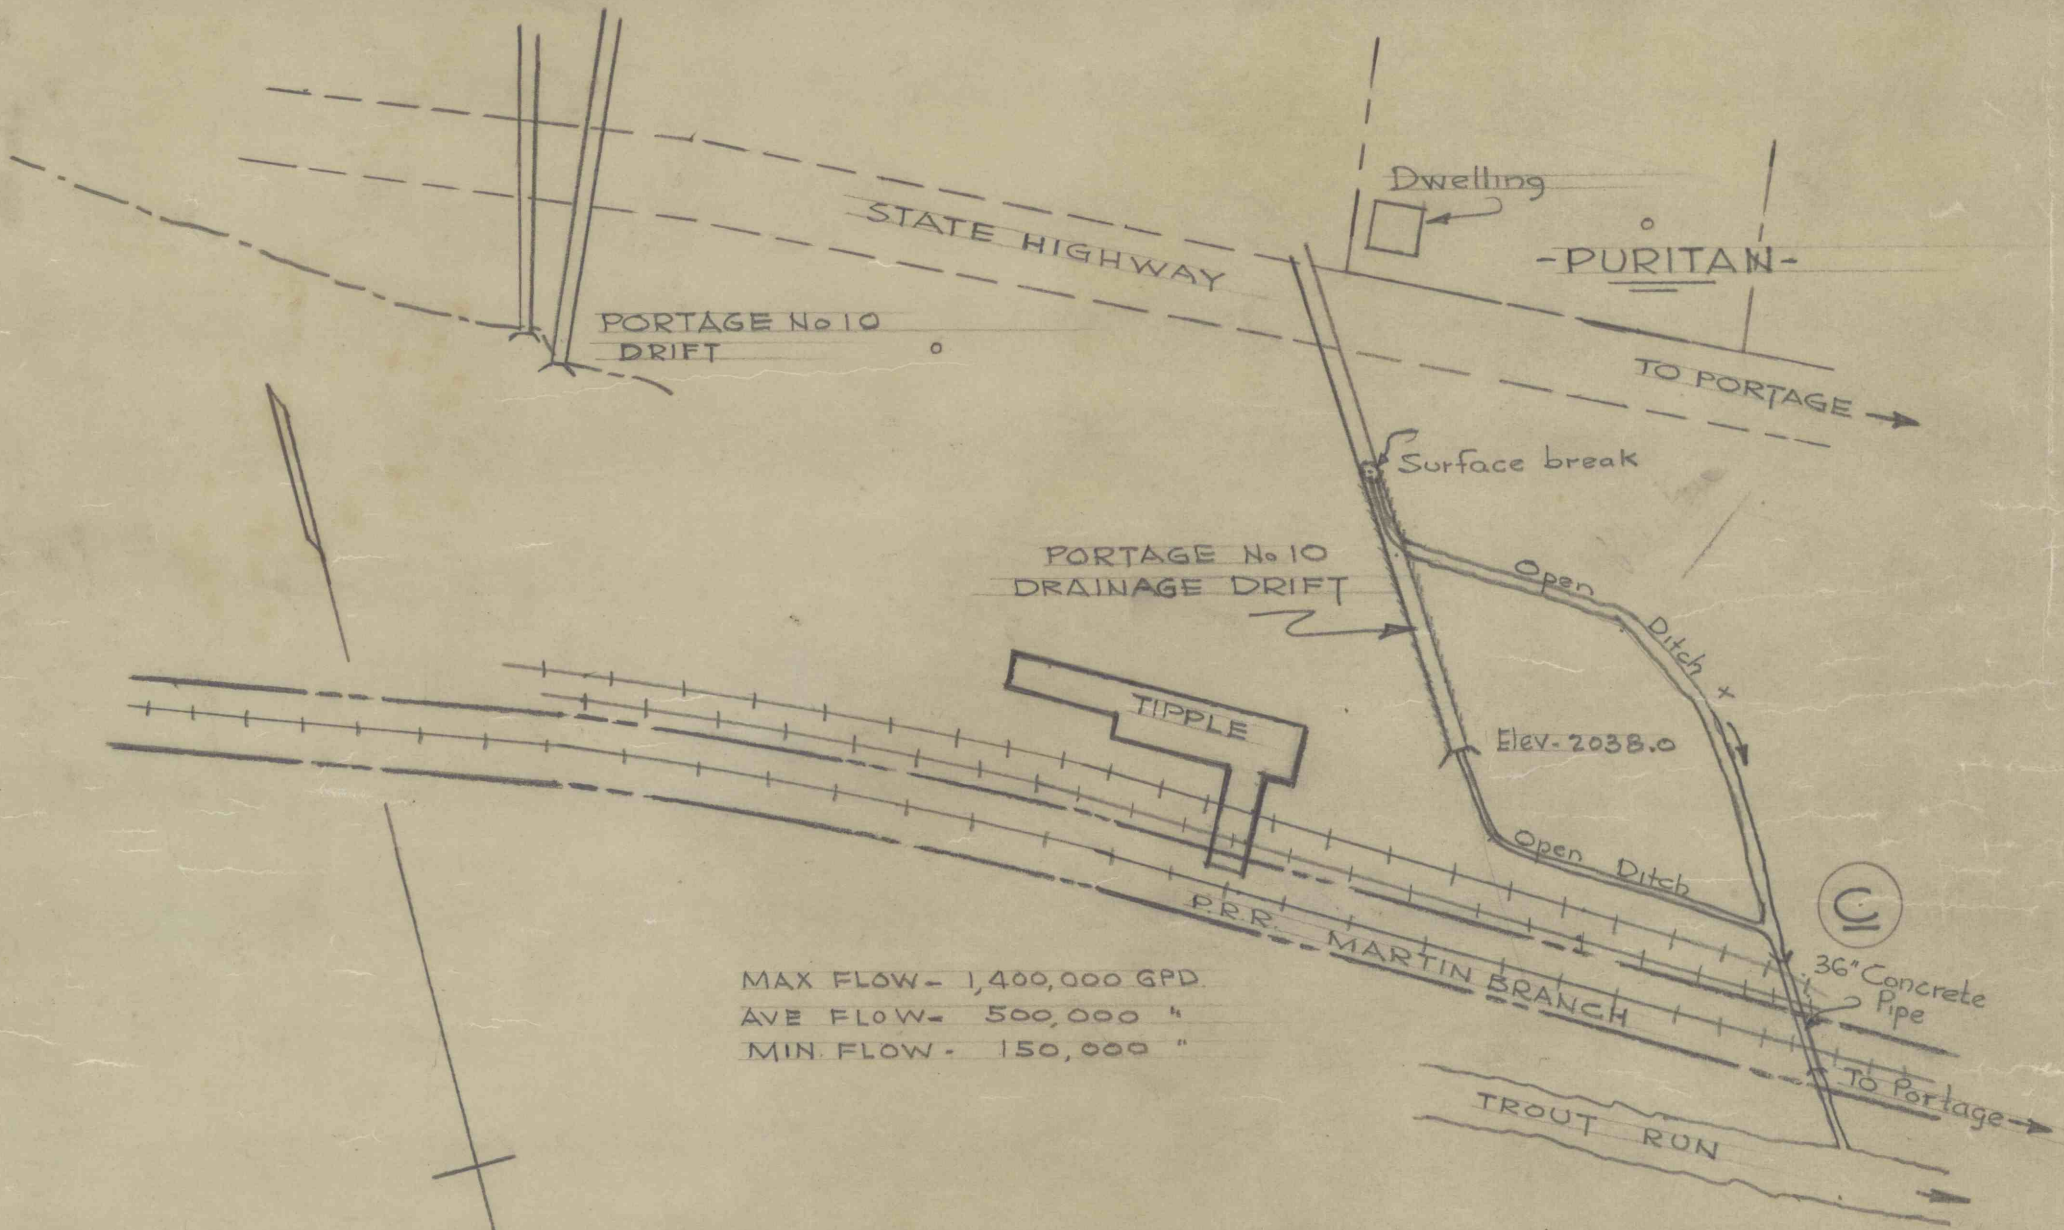 Dwelling
STATE HIGHWAY
-PURITAN-
PORTAGE No 10
DRIFT
TO PORTAGE
Surface break
PORTAGE No 10
DRAINAGE DRIFT
Open Ditch
x
TIPPLE
Elev- 2038.0
Open Ditch
C
P.R.R. MARTIN BRANCH
36" Concrete
Pipe
MAX FLOW - 1,400,000 GPD.
AVE FLOW - 500,000 "
MIN. FLOW - 150,000 "
To Portage
TROUT RUN